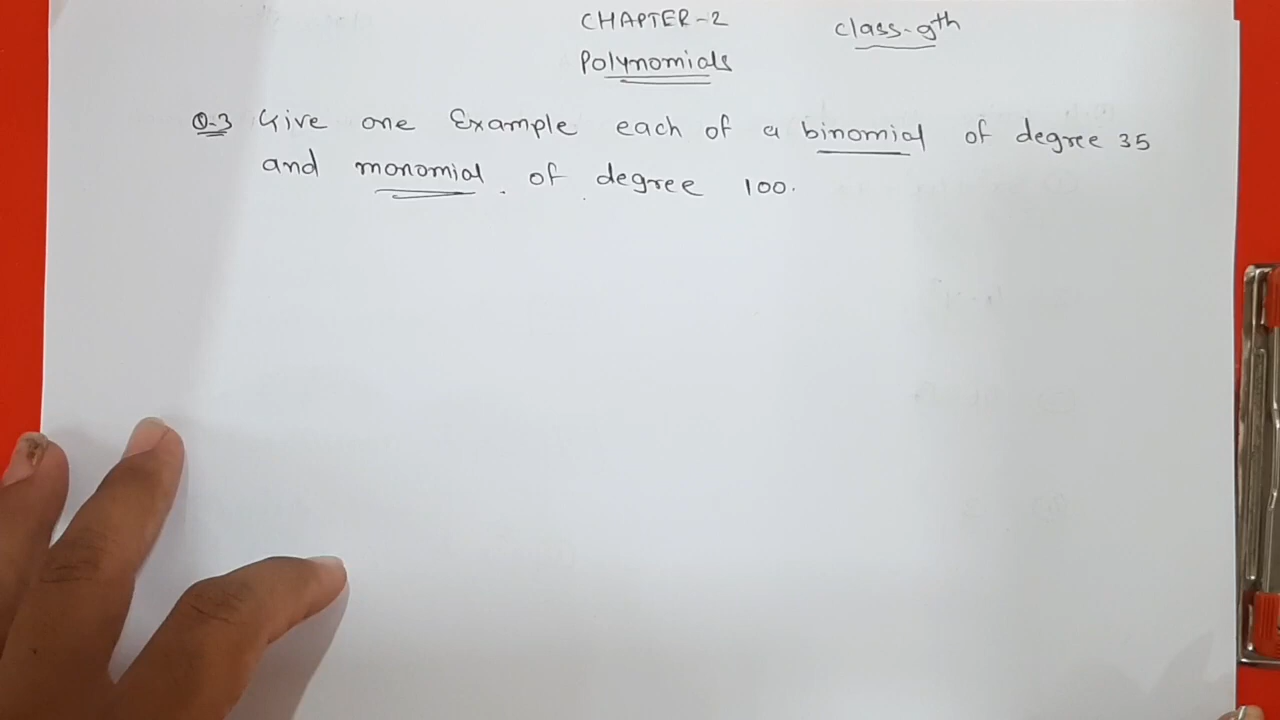 CHAPTER-2
Class-9th
Polynomials
Q-3 Give one Example each of a binomial of degree 35
and monomial of degree 100.